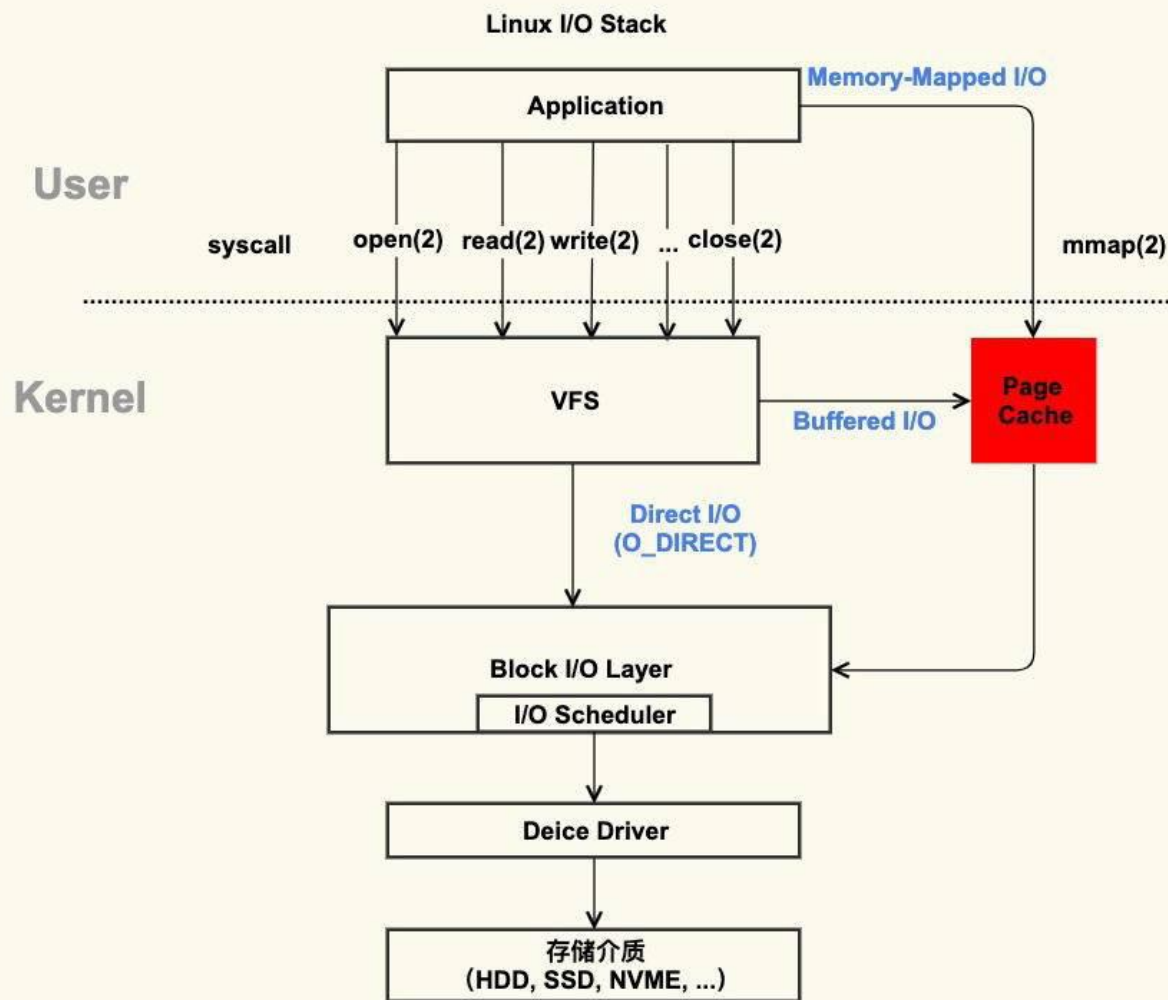 Linux I/O Stack
Memory-Mapped I/O
Application
User
syscall
open(2)
read(2)
write(2)
...
close(2)
mmap(2)
Kernel
VFS
Buffered I/O
Page
Cache
Direct I/O
(O_DIRECT)
Block I/O Layer
I/O Scheduler
Deice Driver
存储介质
（HDD, SSD, NVME, ...）